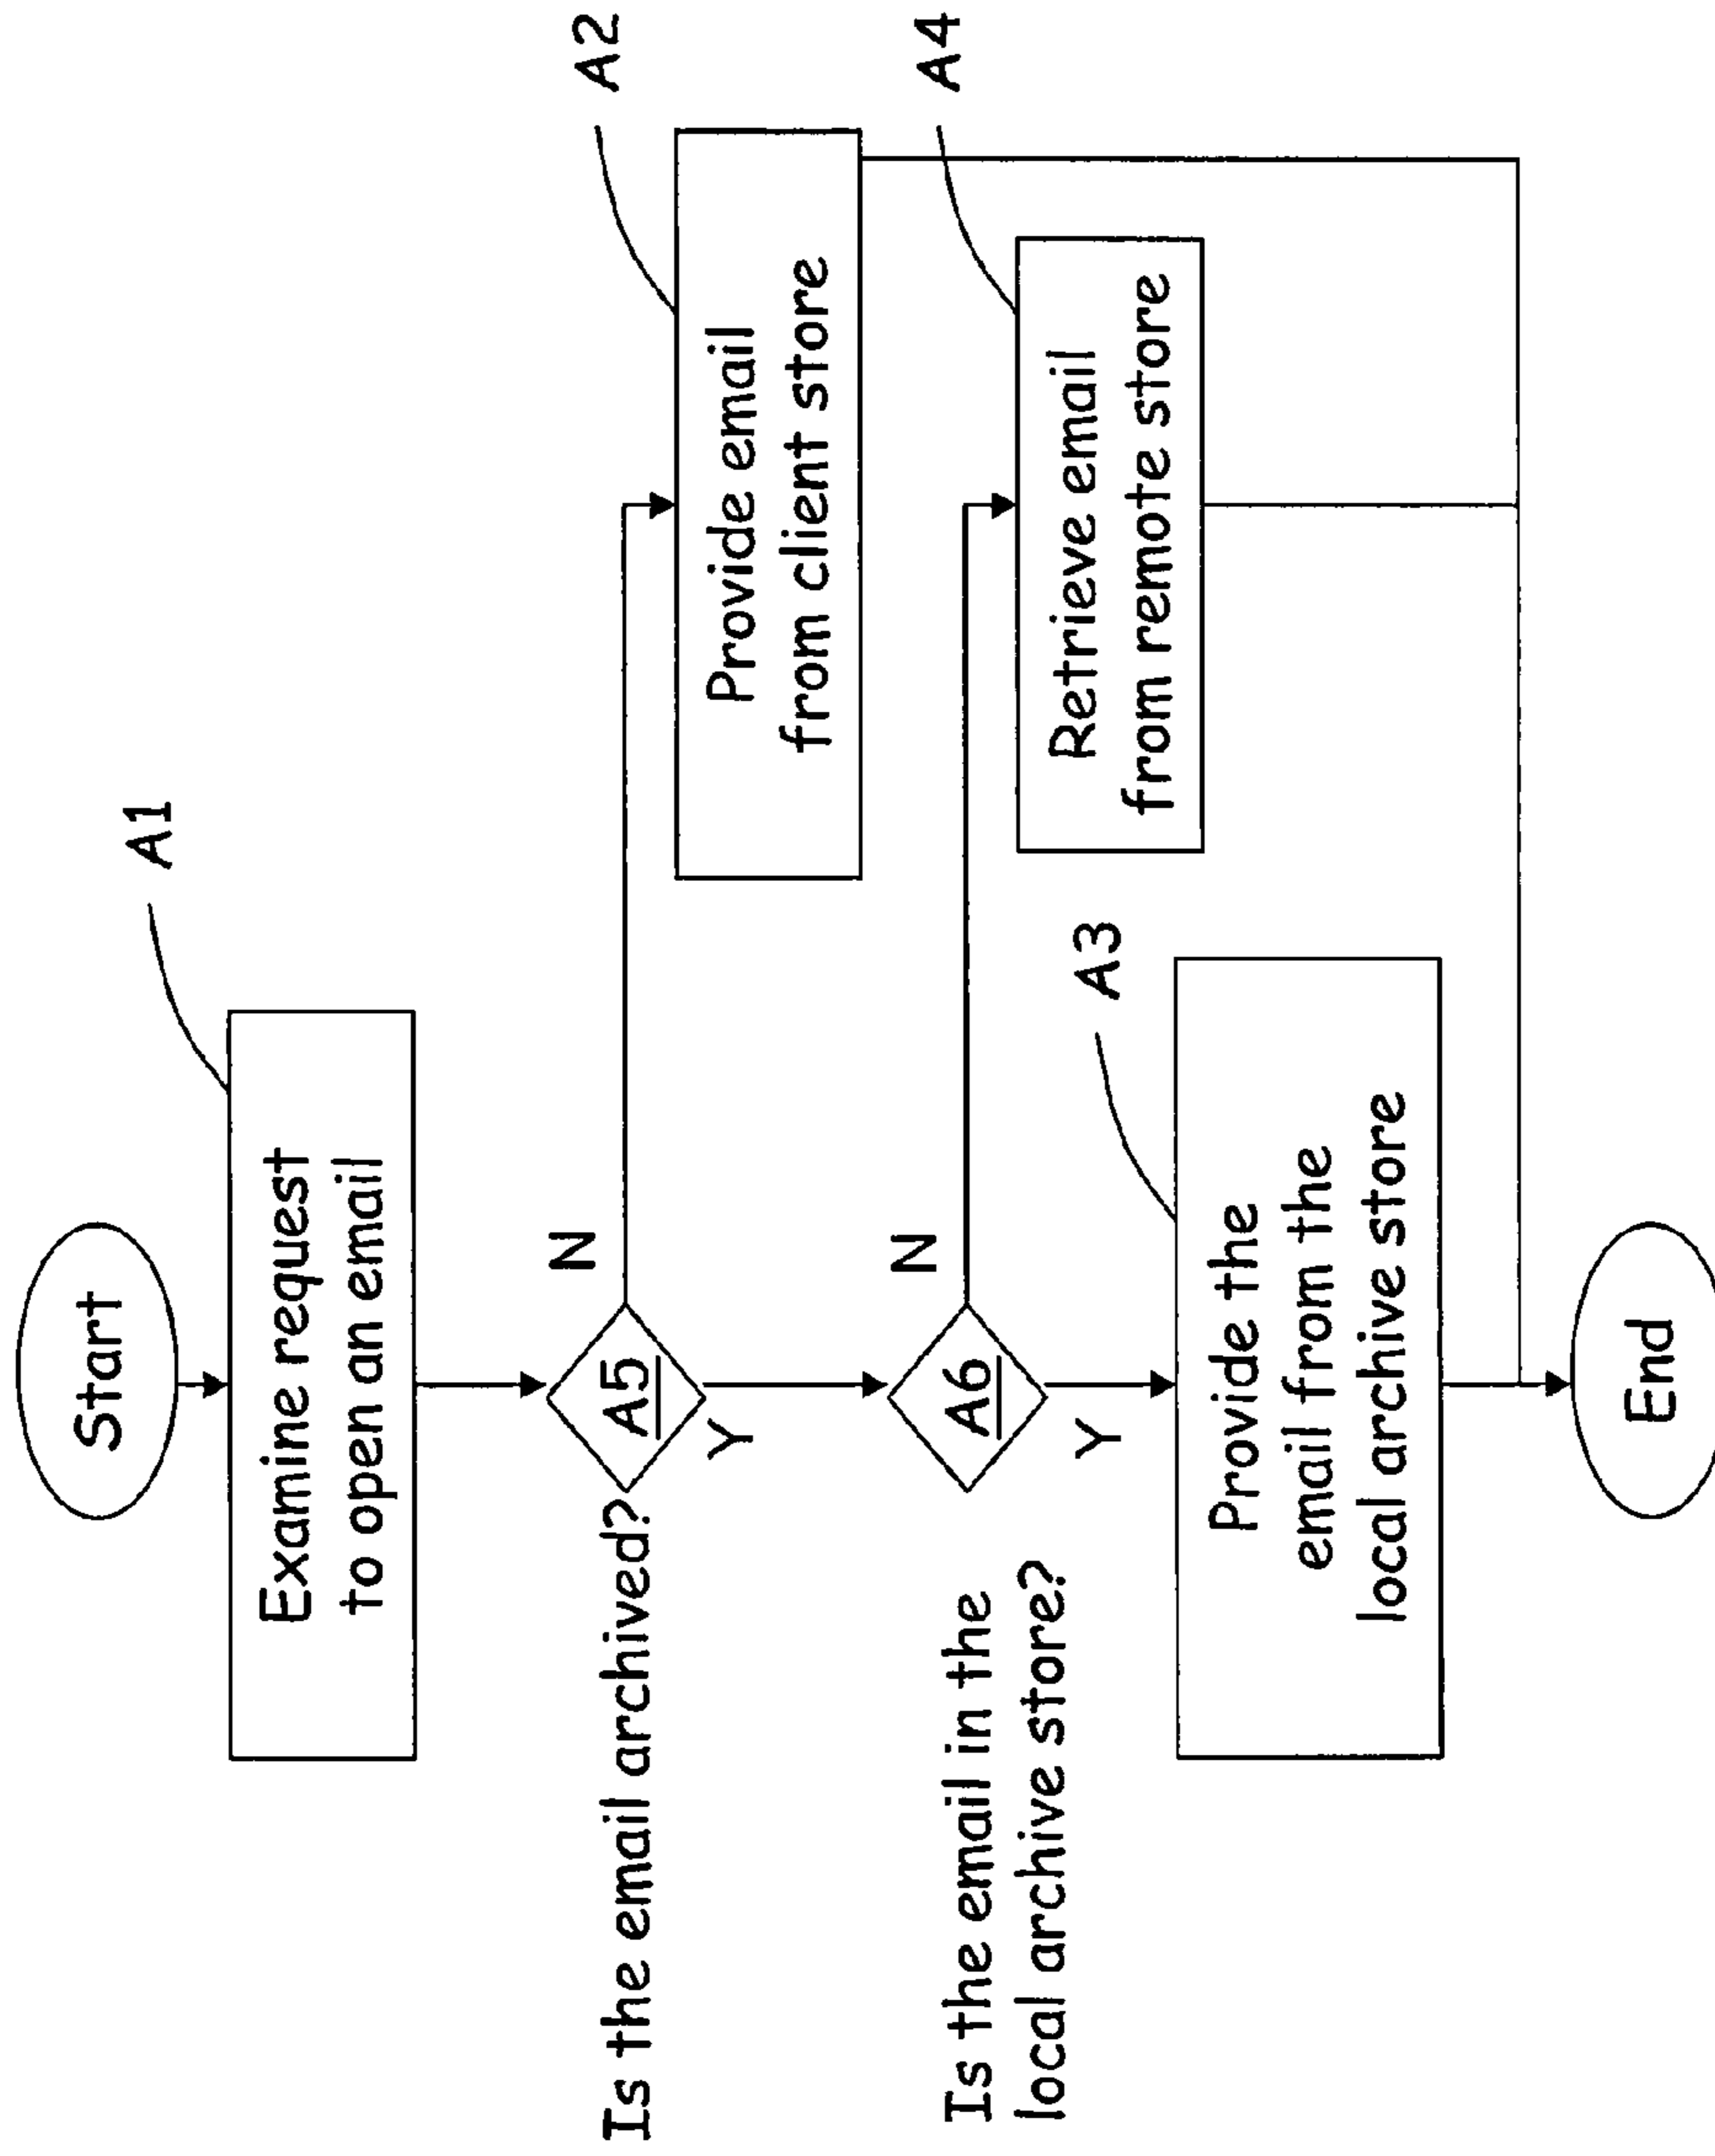 Start
A1
Examine request
to open an email
Is the email archived?
A5
N
Y
A2
Provide email
from client store
Is the email in the
local archive store?
A6
N
Y
A4
Retrieve email
from remote store
A3
Provide the
email from the
local archive store
End